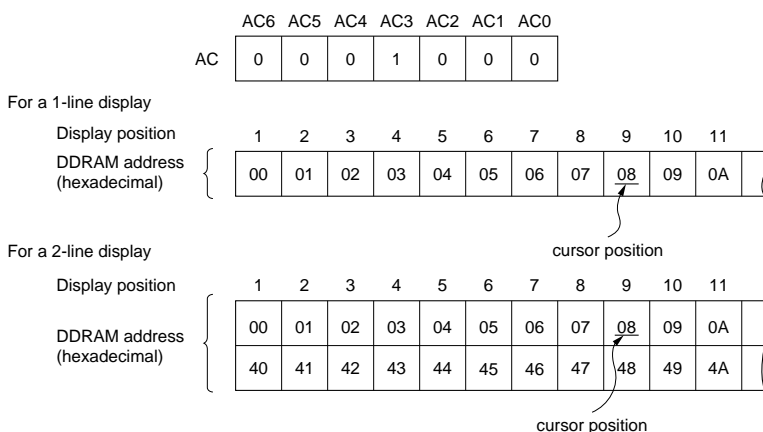 AC6 AC5 AC4 AC3 AC2 AC1 AC0
AC 0 0 0 1 0 0 0
For a 1-line display
Display position 1 2 3 4 5 6 7 8 9 10 11
DDRAM address
(hexadecimal)
00 01 02 03 04 05 06 07 08 09 0A
cursor position
For a 2-line display
Display position 1 2 3 4 5 6 7 8 9 10 11
DDRAM address
(hexadecimal)
00 01 02 03 04 05 06 07 08 09 0A
40 41 42 43 44 45 46 47 48 49 4A
cursor position